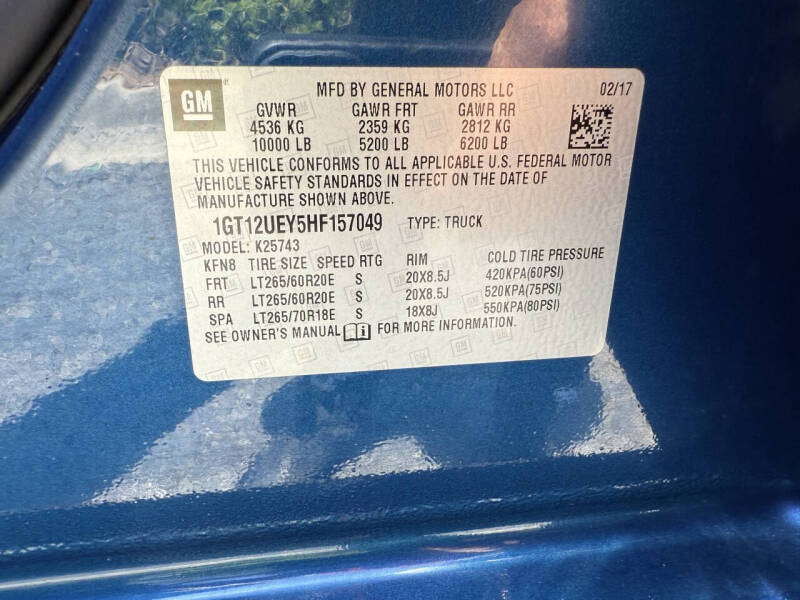 GM MFD BY GENERAL MOTORS LLC 02/17
GVWR GAWR FRT GAWR RR
4536 KG 2359 KG 2812 KG
10000 LB 5200 LB 6200 LB
THIS VEHICLE CONFORMS TO ALL APPLICABLE U.S. FEDERAL MOTOR
VEHICLE SAFETY STANDARDS IN EFFECT ON THE DATE OF
MANUFACTURE SHOWN ABOVE.
1GT12UEY5HF157049 TYPE: TRUCK
MODEL: K25743
KFN8 TIRE SIZE SPEED RTG RIM COLD TIRE PRESSURE
FRT LT265/60R20E S 20X8.5J 420KPA(60PSI)
RR LT265/60R20E S 20X8.5J 520KPA(75PSI)
SPA LT265/70R18E S 18X8J 550KPA(80PSI)
SEE OWNER'S MANUAL FOR MORE INFORMATION.